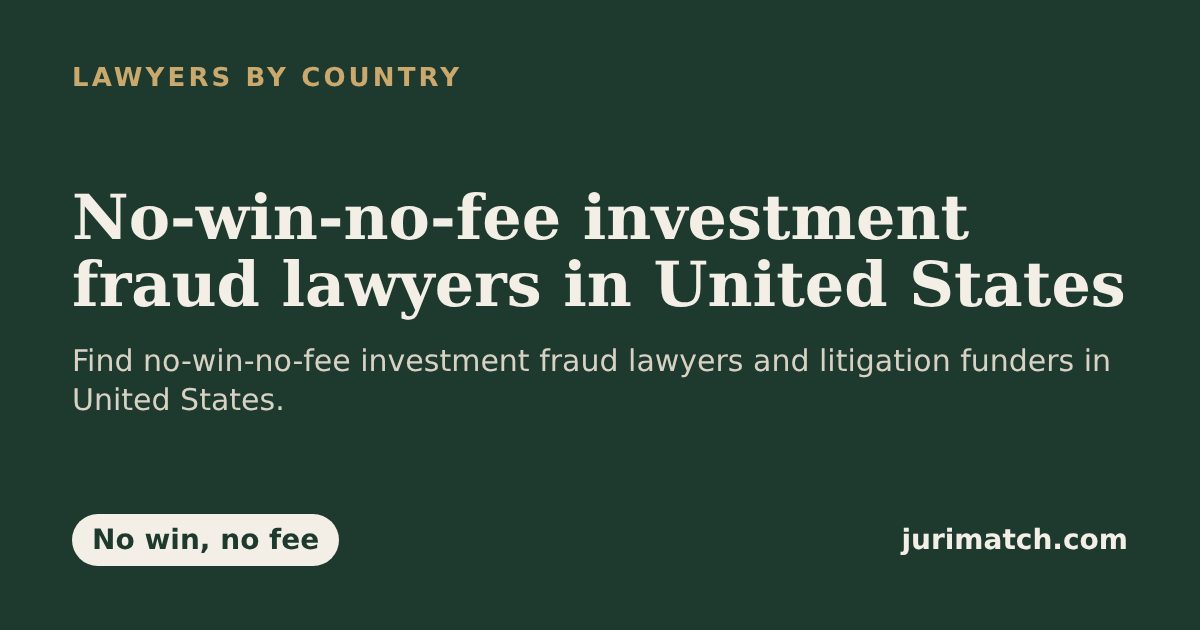 LAWYERS BY COUNTRY
No-win-no-fee investment
fraud lawyers in United States
Find no-win-no-fee investment fraud lawyers and litigation funders in
United States.
No win, no fee
jurimatch.com